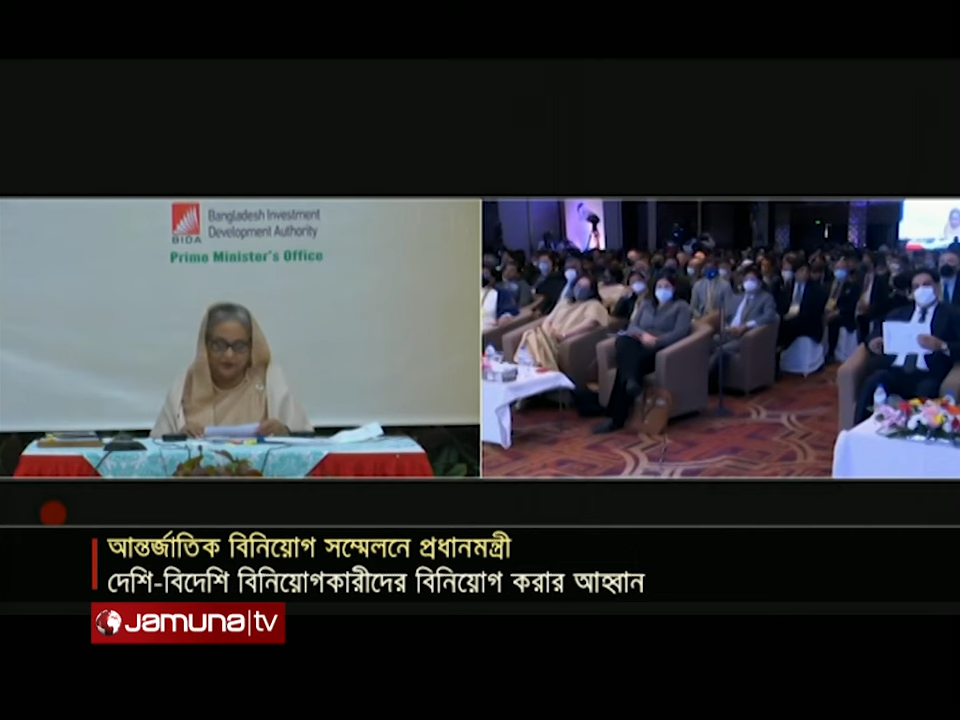 BIDA
Bangladesh Investment
Development Authority
Prime Minister's Office
আন্তর্জাতিক বিনিয়োগ সম্মেলনে প্রধানমন্ত্রী
দেশি-বিদেশি বিনিয়োগকারীদের বিনিয়োগ করার আহ্বান
Jamuna|tv